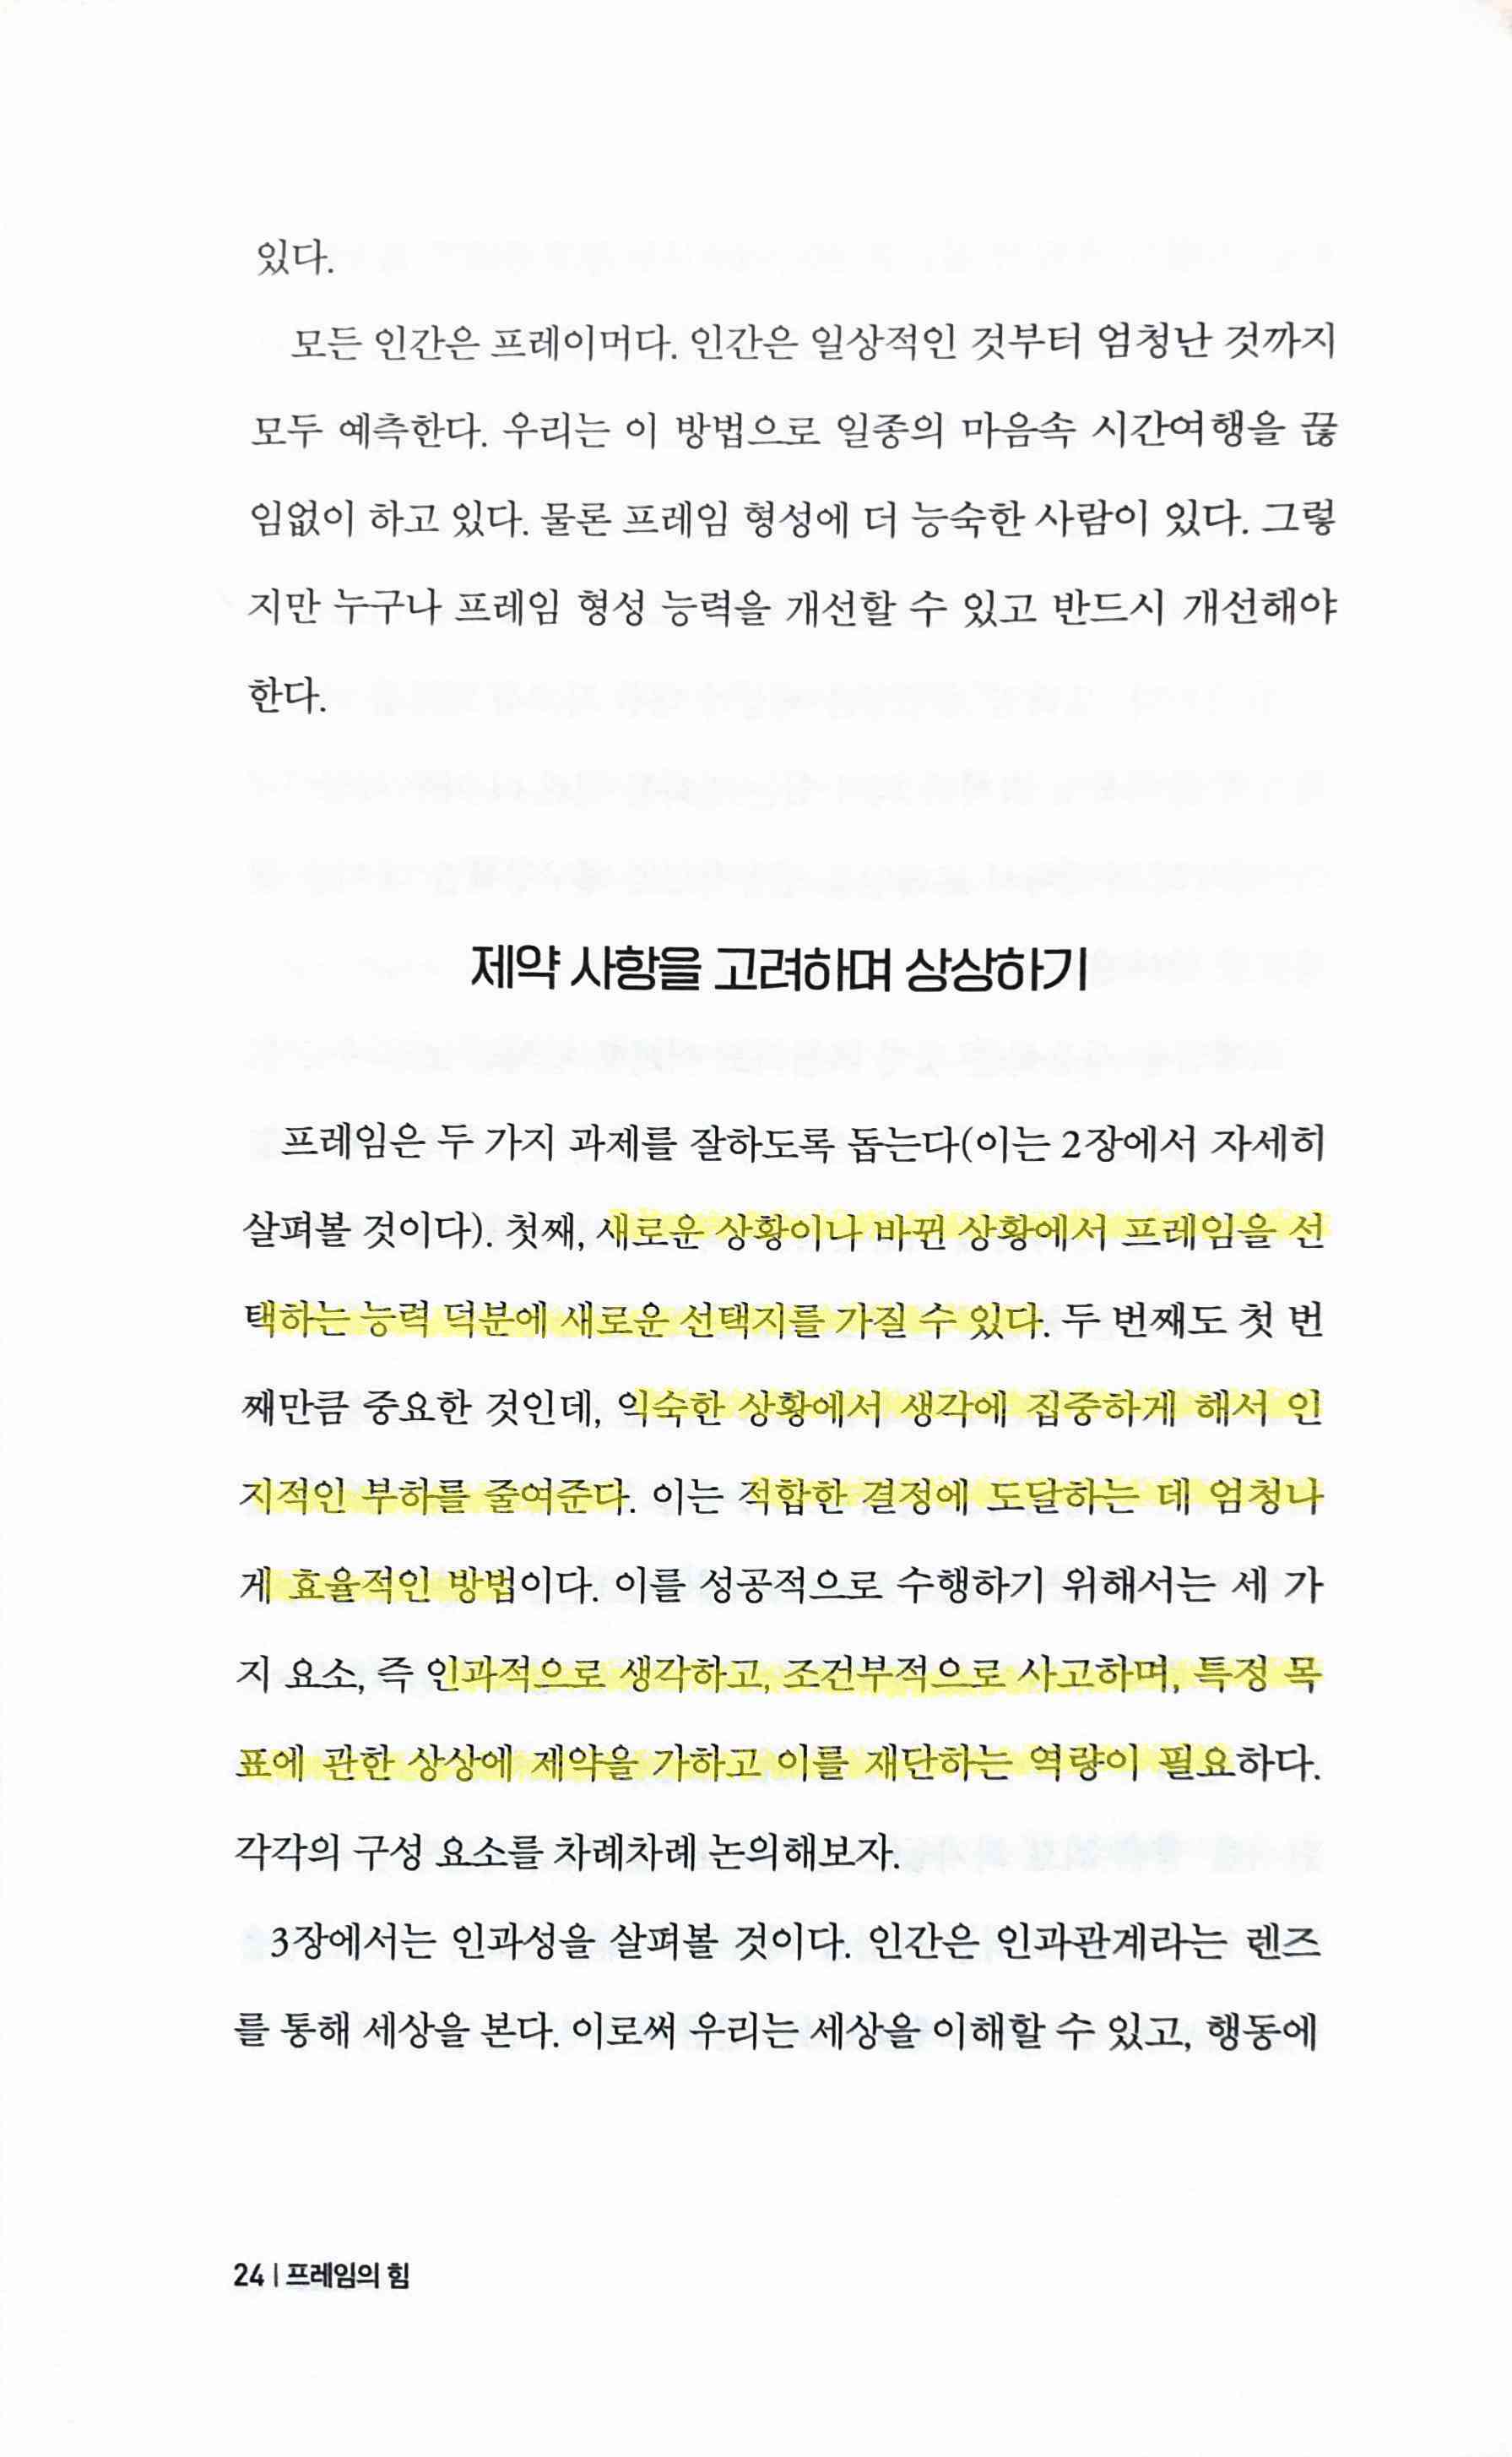 있다.
모든 인간은 프레이머다. 인간은 일상적인 것부터 엄청난 것까지
모두 예측한다. 우리는 이 방법으로 일종의 마음속 시간여행을 끊
임없이 하고 있다. 물론 프레임 형성에 더 능숙한 사람이 있다. 그렇
지만 누구나 프레임 형성 능력을 개선할 수 있고 반드시 개선해야
한다.
제약 사항을 고려하며 상상하기
프레임은 두 가지 과제를 잘하도록 돕는다(이는 2장에서 자세히
살펴볼 것이다). 첫째, 새로운 상황이나 바뀐 상황에서 프레임을 선
택하는 능력 덕분에 새로운 선택지를 가질 수 있다. 두 번째도 첫 번
째만큼 중요한 것인데, 익숙한 상황에서 생각에 집중하게 해서 인
지적인 부하를 줄여준다. 이는 적합한 결정에 도달하는 데 엄청나
게 효율적인 방법이다. 이를 성공적으로 수행하기 위해서는 세 가
지 요소, 즉 인과적으로 생각하고, 조건부적으로 사고하며, 특정 목
표에 관한 상상에 제약을 가하고 이를 재단하는 역량이 필요하다.
각각의 구성 요소를 차례차례 논의해보자.
3장에서는 인과성을 살펴볼 것이다. 인간은 인과관계라는 렌즈
를 통해 세상을 본다. 이로써 우리는 세상을 이해할 수 있고, 행동에
24 | 프레임의 힘